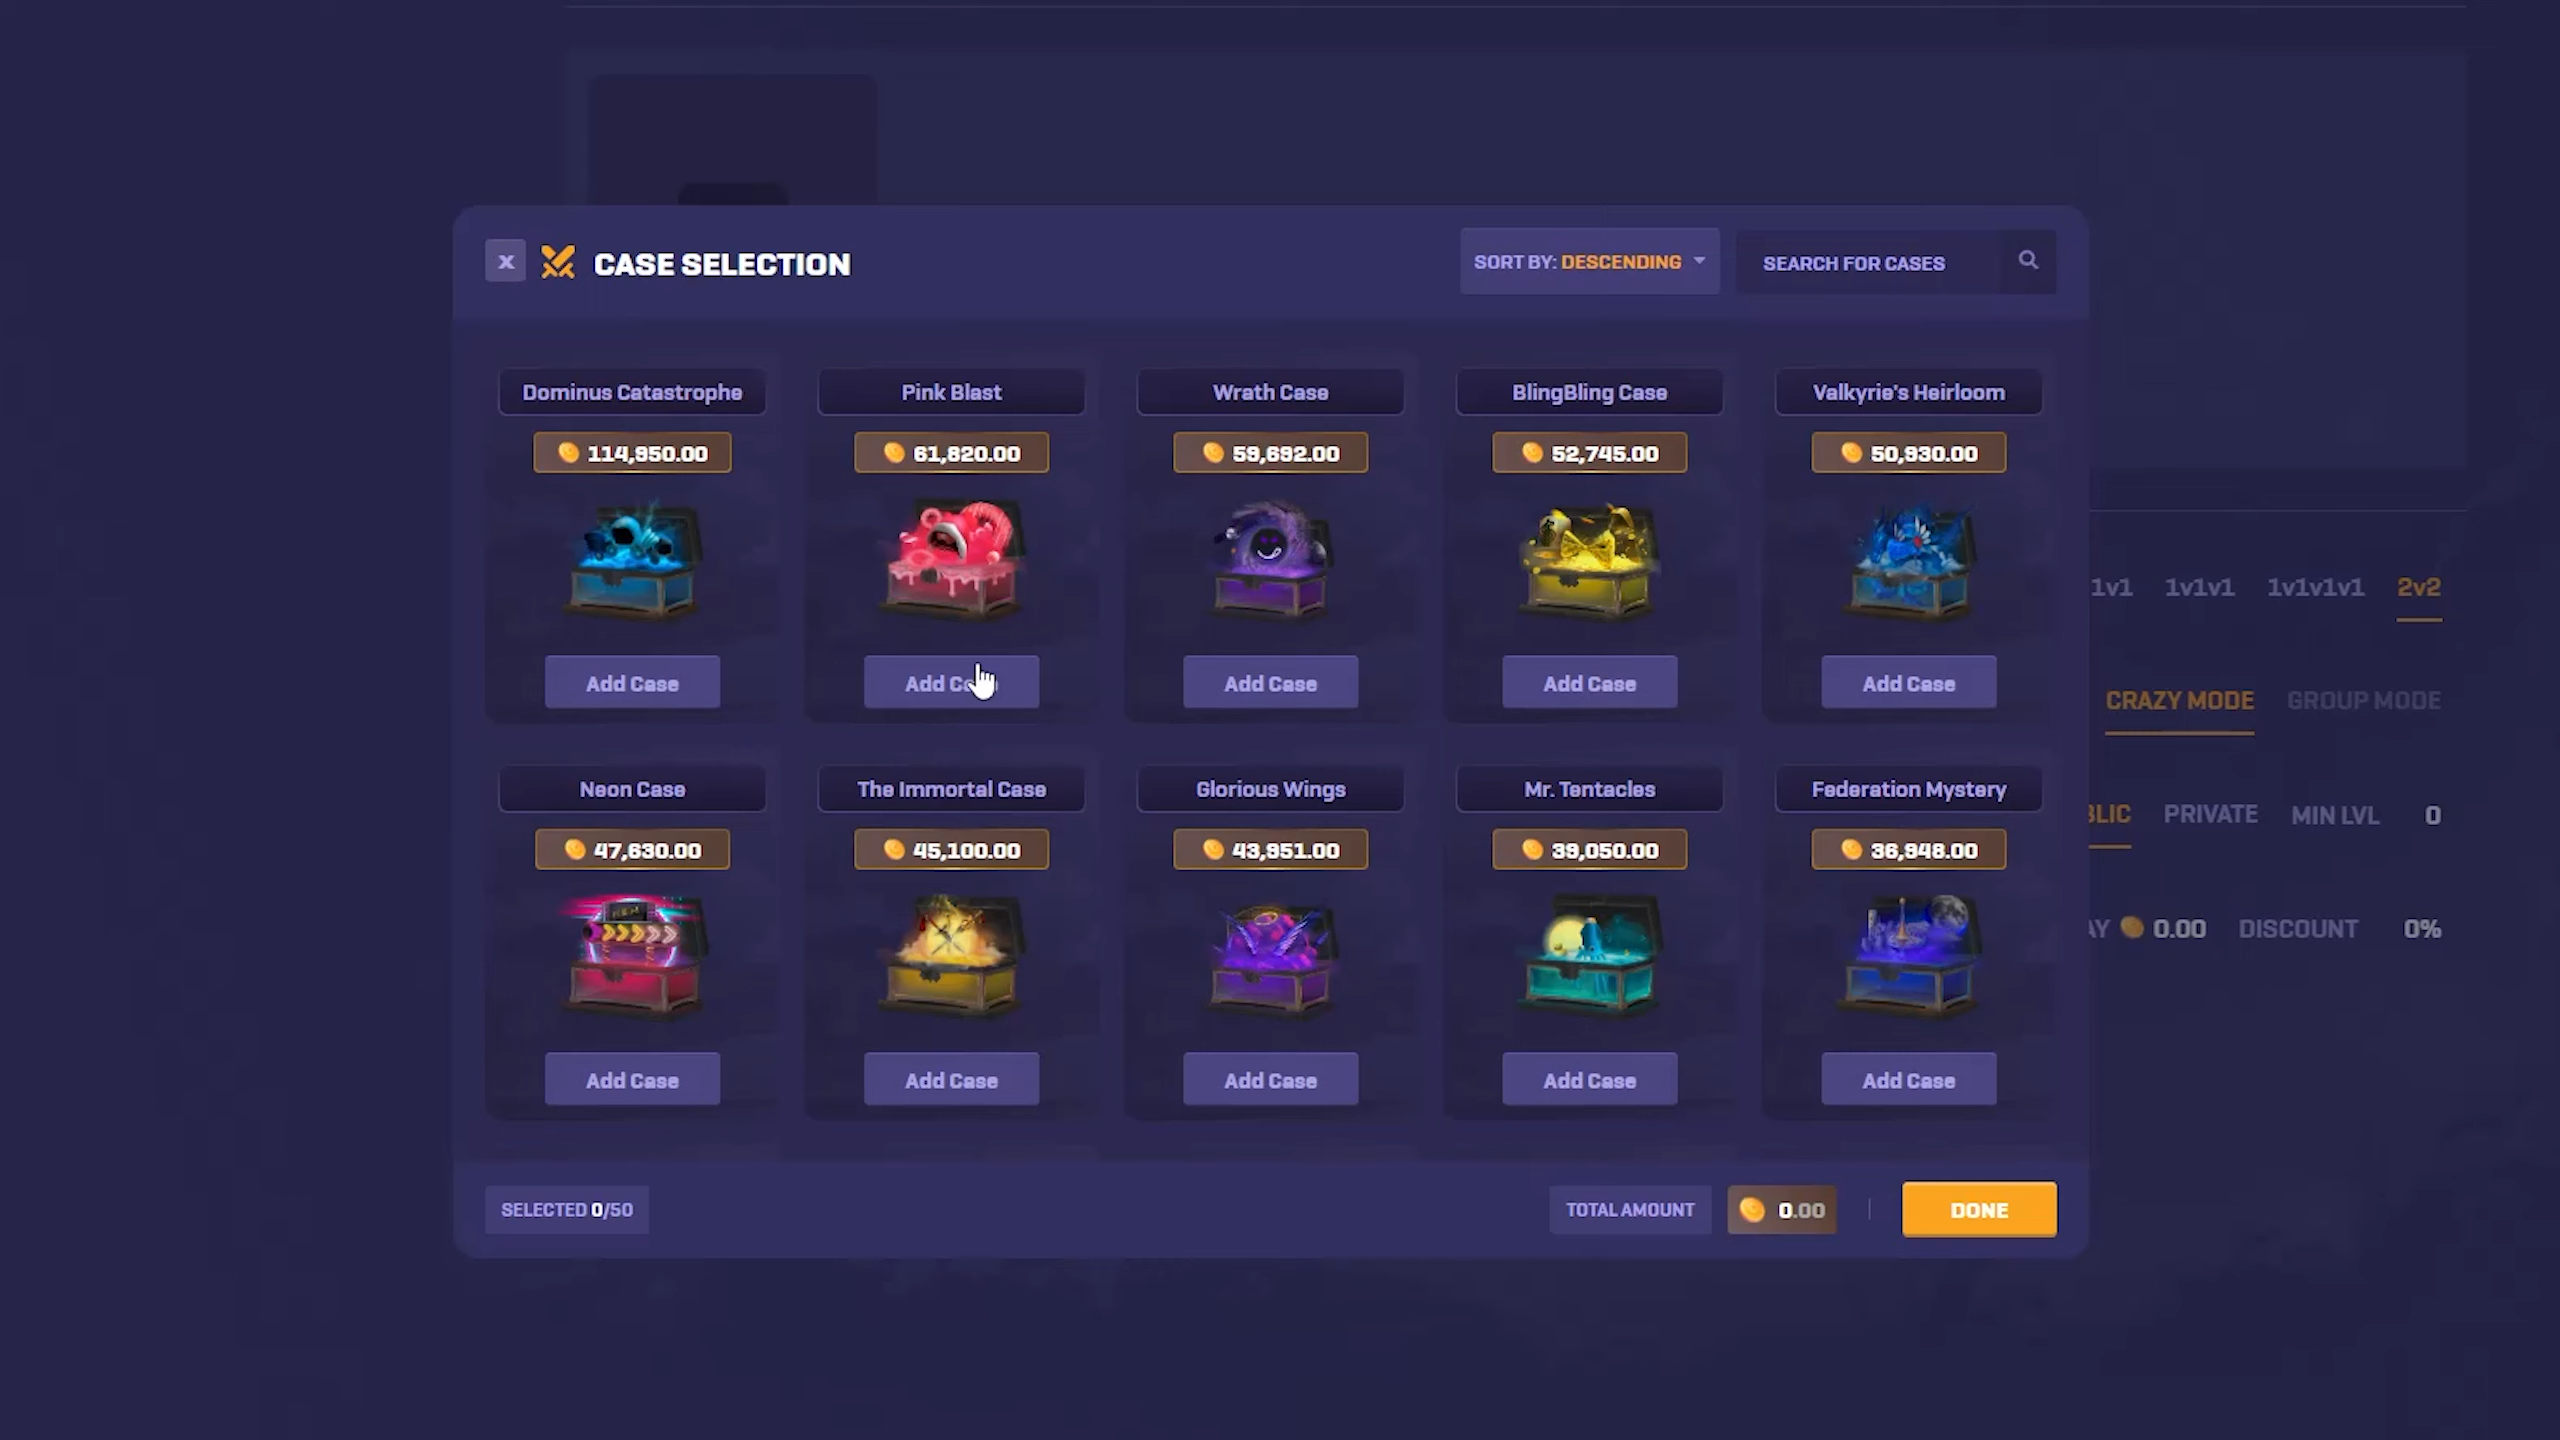 x CASE SELECTION SORT BY: DESCENDING SEARCH FOR CASES
Dominus Catastrophe Pink Blast Wrath Case BlingBling Case Valkyrie's Heirloom
114,950.00 61,820.00 59,692.00 52,745.00 50,930.00
1v1 1v1v1 1v1v1v1 2v2
Add Case Add Case Add Case Add Case
CRAZY MODE GROUP MODE
Neon Case The Immortal Case Glorious Wings Mr. Tentacles Federation Mystery
PRIVATE MIN LVL 0
47,630.00 45,100.00 43,951.00 39,050.00 36,948.00
0.00 DISCOUNT 0%
Add Case Add Case Add Case Add Case Add Case
SELECTED 0/50 TOTAL AMOUNT 0.00 DONE